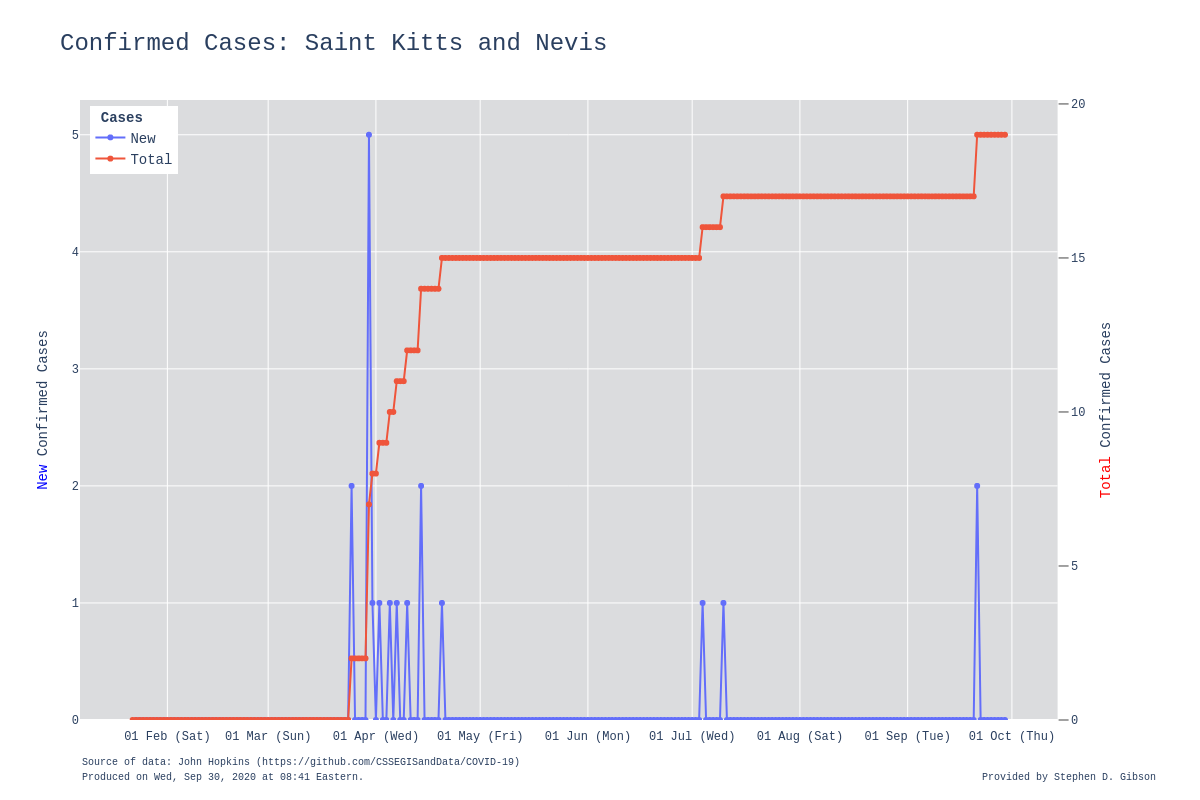 Confirmed Cases: Saint Kitts and Nevis
Cases
New
Total
5
4
3
2
1
0
20
15
10
5
New Confirmed Cases
Total Confirmed Cases
01 Feb (Sat)
01 Mar (Sun)
01 Apr (Wed)
01 May (Fri)
01 Jun (Mon)
01 Jul (Wed)
01 Aug (Sat)
01 Sep (Tue)
01 Oct (Thu)
Source of data: John Hopkins (https://github.com/CSSEGISandData/COVID-19)
Produced on Wed, Sep 30, 2020 at 08:41 Eastern.
Provided by Stephen D. Gibson